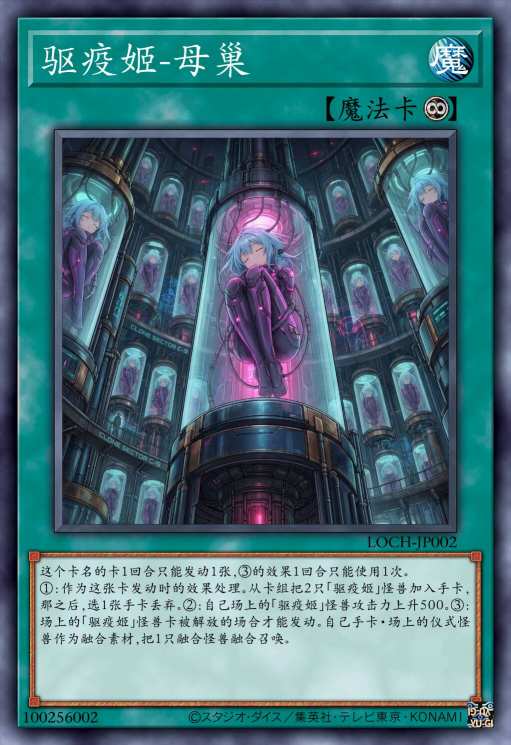 驱疫姬-母巢
魔
【魔法卡】
CLONE SECTOR
LOCH-JP002
这个卡名的卡1回合只能发动1张,③的效果1回合只能使用1次。
①:作为这张卡发动时的效果处理。从卡组把2只「驱疫姬」怪兽加入手卡,
那之后,选1张手卡丢弃。②:自己场上的「驱疫姬」怪兽攻击力上升500。③:
场上的「驱疫姬」怪兽卡被解放的场合才能发动。自己手卡・场上的仪式怪
兽作为融合素材,把1只融合怪兽融合召唤。
100256002
©スタジオ・ダイス／集英社・テレビ東京・KONAMI